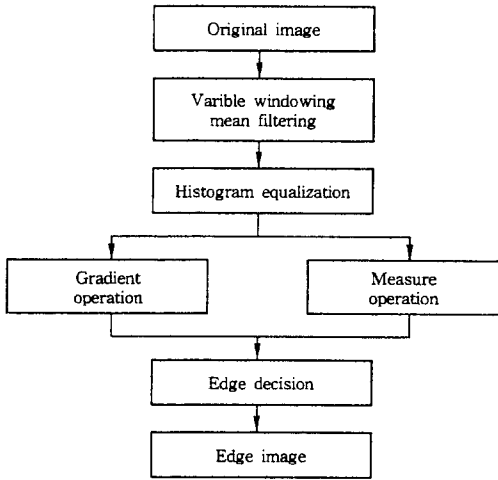 Original image
Varible windowing
mean filtering
Histogram equalization
Gradient
operation
Measure
operation
Edge decision
Edge image